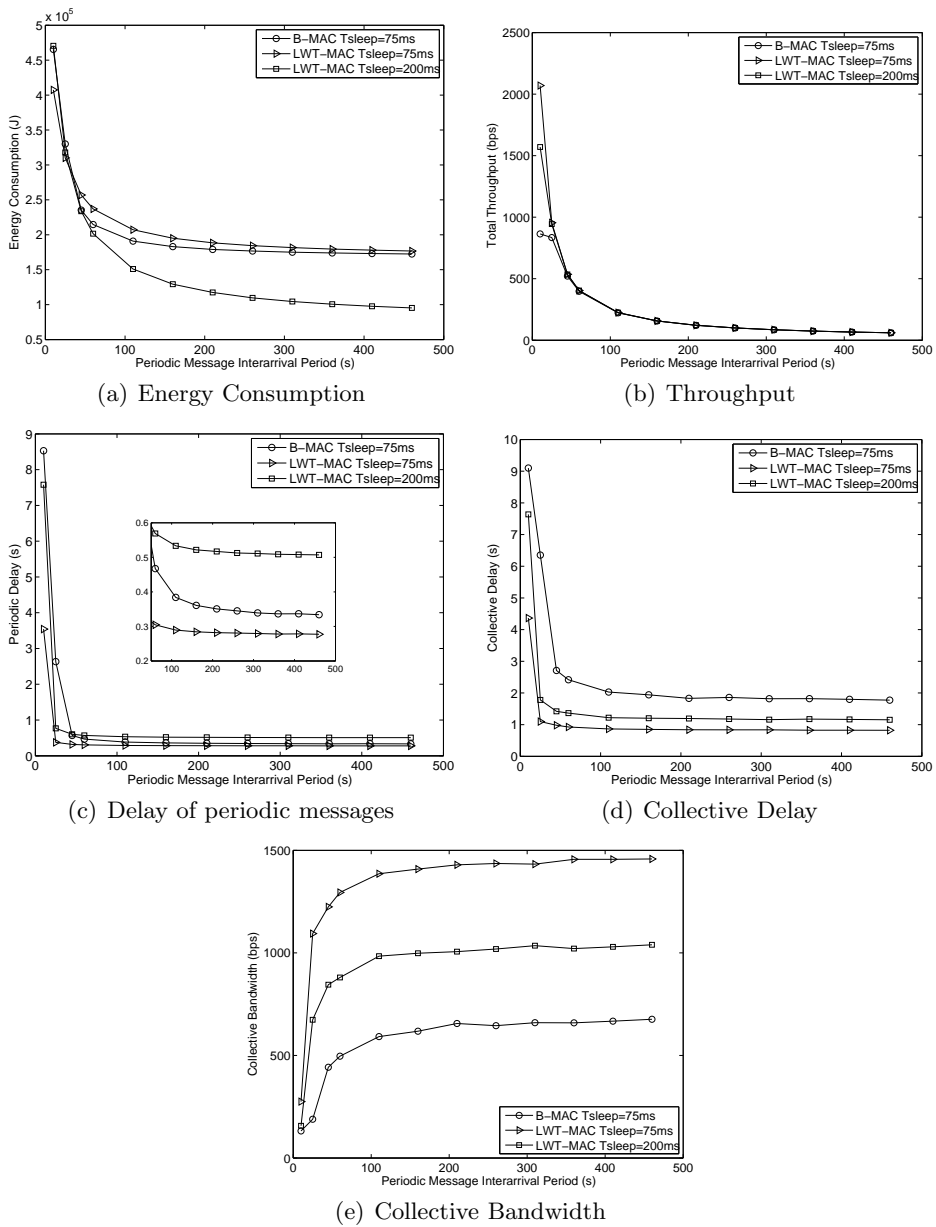 x 10^5
5
4.5
4
3.5
3
2.5
2
1.5
1
0.5
0 100 200 300 400 500
Energy Consumption (J)
Periodic Message Interarrival Period (s)
B−MAC Tsleep=75ms
LWT−MAC Tsleep=75ms
LWT−MAC Tsleep=200ms
(a) Energy Consumption
2500
2000
1500
1000
500
0
0 100 200 300 400 500
Total Throughput (bps)
Periodic Message Interarrival Period (s)
B−MAC Tsleep=75ms
LWT−MAC Tsleep=75ms
LWT−MAC Tsleep=200ms
(b) Throughput
9
8
7
6
5
4
3
2
1
0
0 100 200 300 400 500
Periodic Delay (s)
Periodic Message Interarrival Period (s)
B−MAC Tsleep=75ms
LWT−MAC Tsleep=75ms
LWT−MAC Tsleep=200ms
0.6
0.5
0.4
0.3
0.2
100 200 300 400 500
(c) Delay of periodic messages
10
9
8
7
6
5
4
3
2
1
0
0 100 200 300 400 500
Collective Delay (s)
Periodic Message Interarrival Period (s)
B−MAC Tsleep=75ms
LWT−MAC Tsleep=75ms
LWT−MAC Tsleep=200ms
(d) Collective Delay
1500
1000
500
0
0 100 200 300 400 500
Collective Bandwidth (bps)
Periodic Message Interarrival Period (s)
B−MAC Tsleep=75ms
LWT−MAC Tsleep=75ms
LWT−MAC Tsleep=200ms
(e) Collective Bandwidth